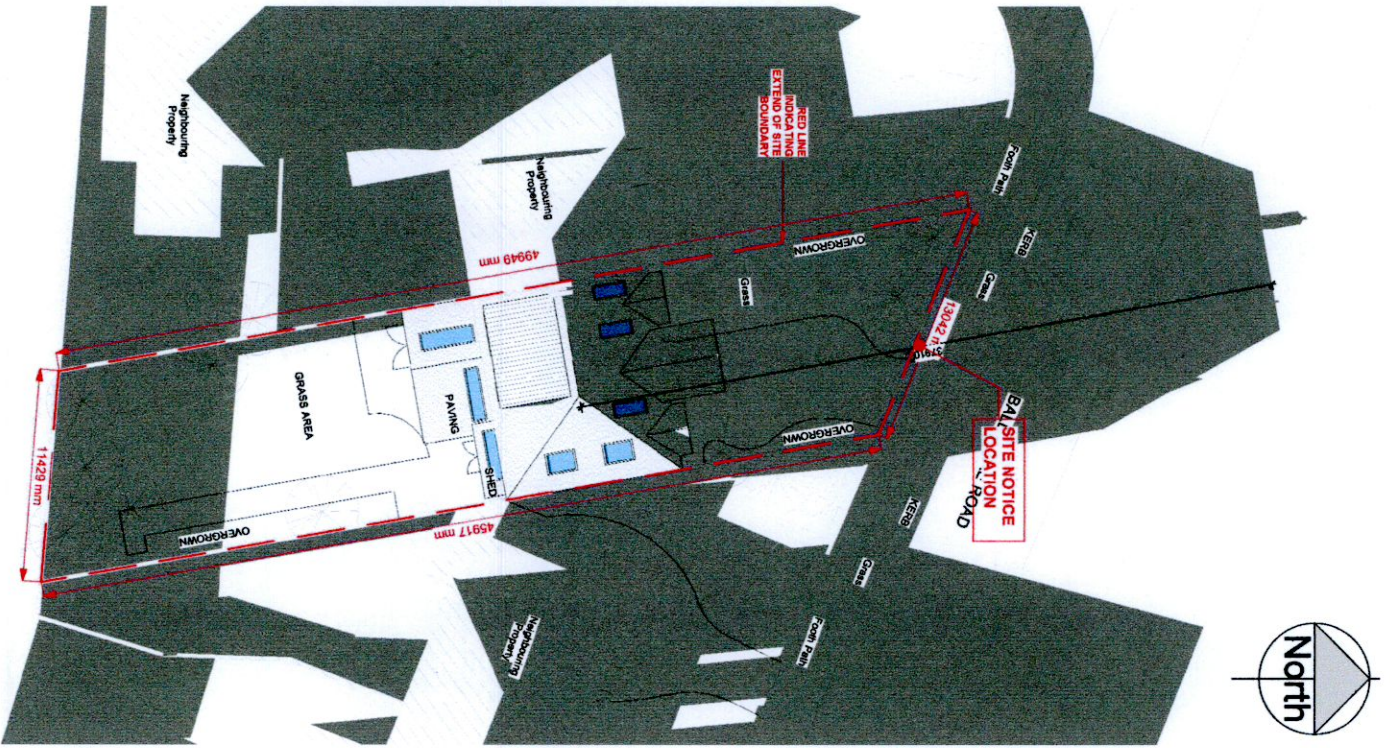 Neighbouring
Property
Neighbouring
Property
RED LINE
INDICATING
EXTEND OF SITE
BOUNDARY
Footh Path
KERB
Grass
OVERGROWN
Grass
49949 mm
13042
SITE NOTICE
LOCATION
ROAD
KERB
Grass
Footh Path
OVERGROWN
GRASS AREA
PAVING
SHED
OVERGROWN
45917 mm
11429 mm
Neighbouring
Property
North